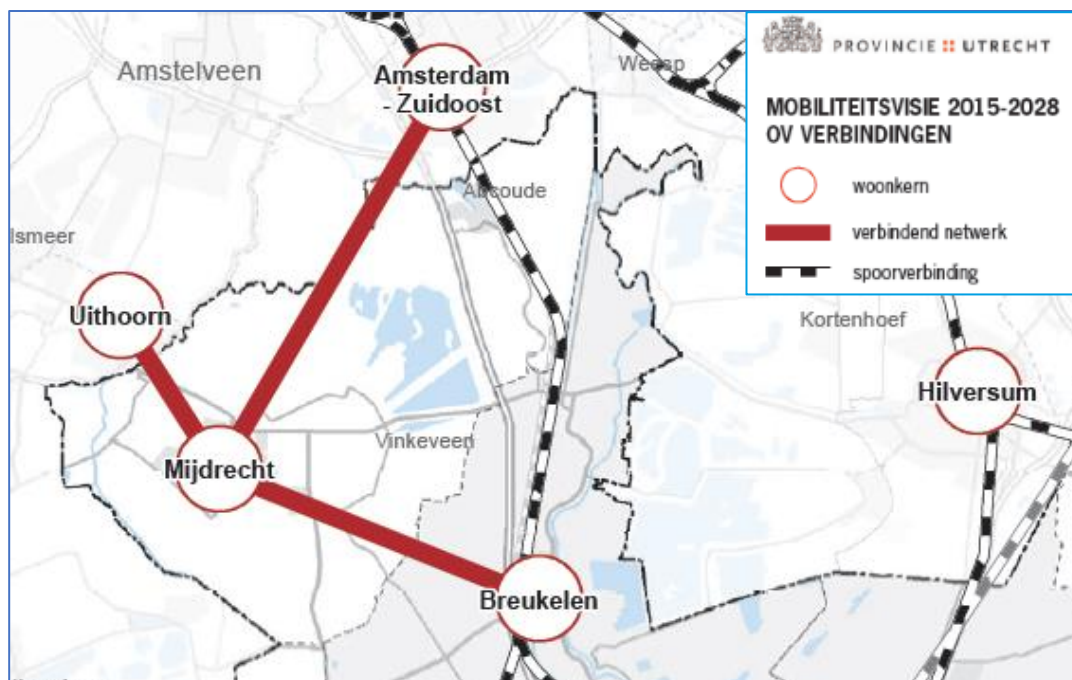 Amstelveen
Amsterdam
- Zuidoost
Weesp
Abcoude
lsmeer
Uithoorn
Vinkeveen
Mijdrecht
Breukelen
Kortenhoef
Hilversum
PROVINCIE UTRECHT
MOBILITEITSVISIE 2015-2028
OV VERBINDINGEN
woonkern
verbindend netwerk
spoorverbinding